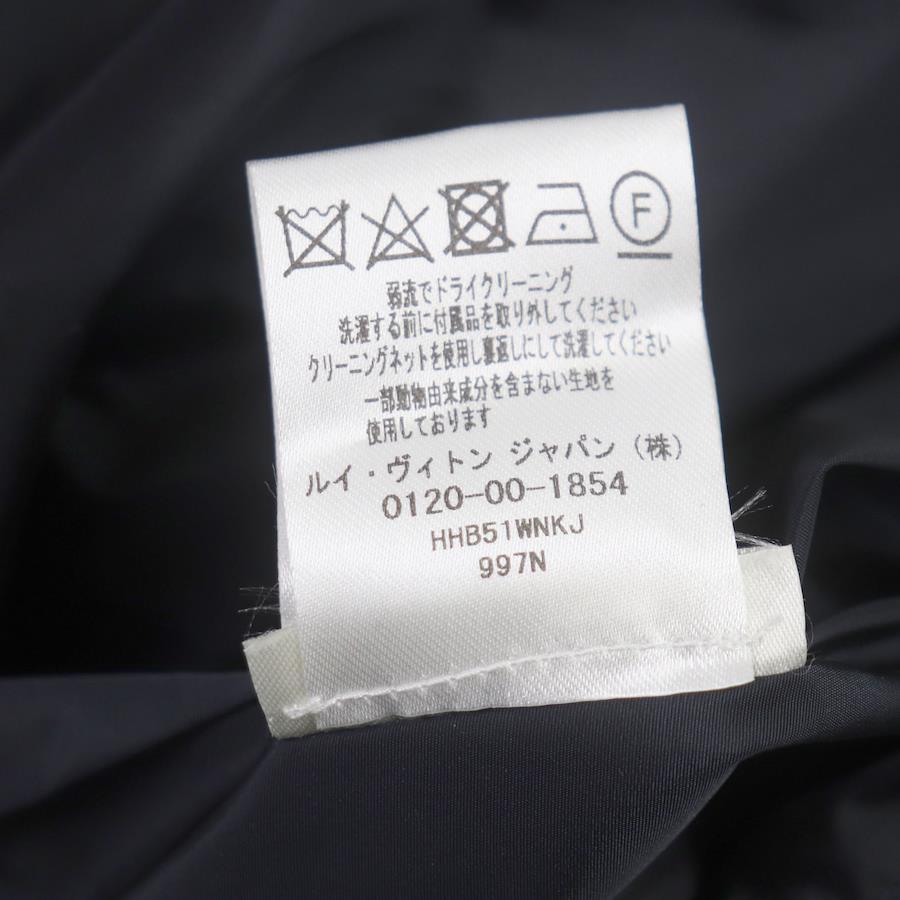 F
弱流でドライクリーニング
洗濯する前に付属品を取り外してください
クリーニングネットを使用し裏返しにして洗濯してください
一部動物由来成分を含まない生地を
使用しております
ルイ・ヴィトン ジャパン (株)
0120-00-1854
HHB51WNKJ
997N